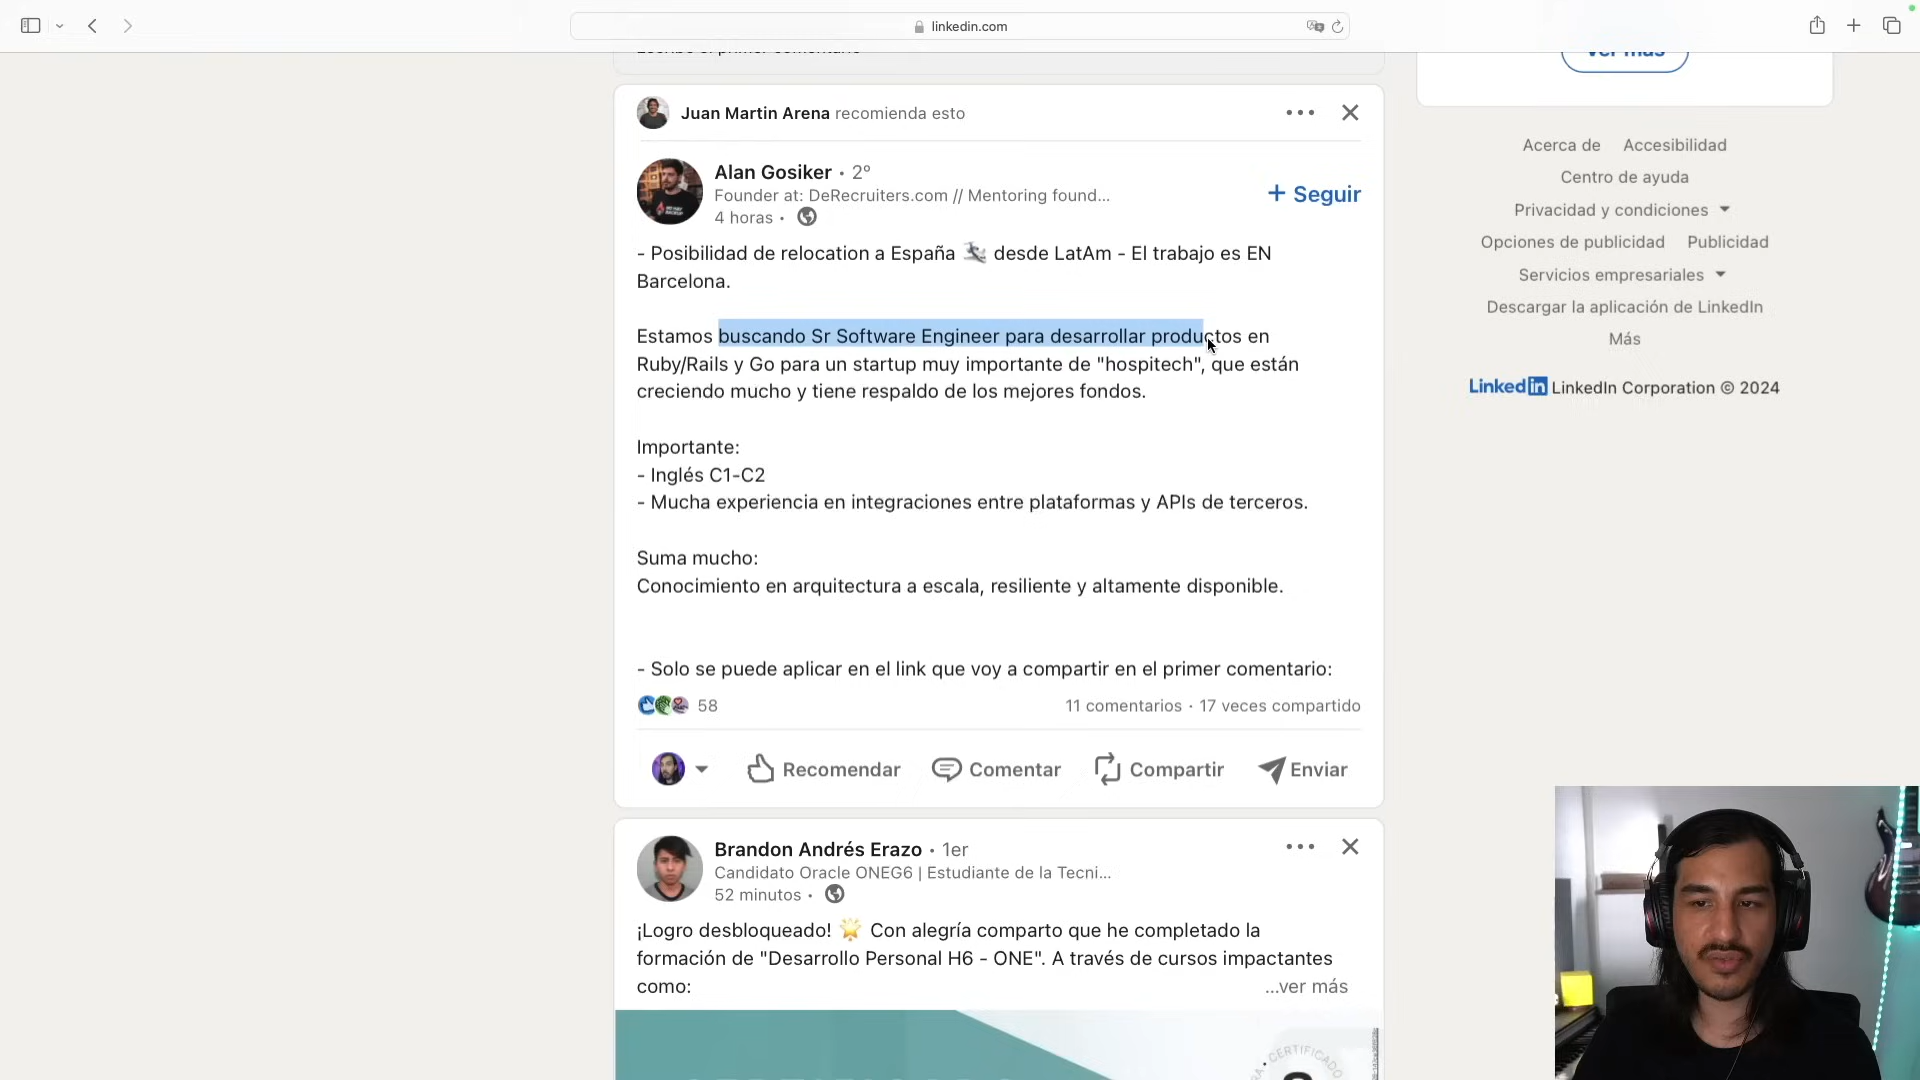 linkedin.com
Escribe el primer comentario
Ver más
Juan Martin Arena recomienda esto
Alan Gosiker • 2º
Founder at: DeRecruiters.com // Mentoring found...
4 horas •
+ Seguir
- Posibilidad de relocation a España desde LatAm - El trabajo es EN
Barcelona.
Estamos buscando Sr Software Engineer para desarrollar productos en
Ruby/Rails y Go para un startup muy importante de "hospitech", que están
creciendo mucho y tiene respaldo de los mejores fondos.
Importante:
- Inglés C1-C2
- Mucha experiencia en integraciones entre plataformas y APIs de terceros.
Suma mucho:
Conocimiento en arquitectura a escala, resiliente y altamente disponible.
- Solo se puede aplicar en el link que voy a compartir en el primer comentario:
58
11 comentarios • 17 veces compartido
Recomendar Comentar Compartir Enviar
Brandon Andrés Erazo • 1er
Candidato Oracle ONEG6 | Estudiante de la Tecni...
52 minutos •
¡Logro desbloqueado! 🌟 Con alegría comparto que he completado la
formación de "Desarrollo Personal H6 - ONE". A través de cursos impactantes
como:
...ver más
CERTIFICADO
Acerca de Accesibilidad
Centro de ayuda
Privacidad y condiciones
Opciones de publicidad Publicidad
Servicios empresariales
Descargar la aplicación de LinkedIn
Más
LinkedIn LinkedIn Corporation © 2024